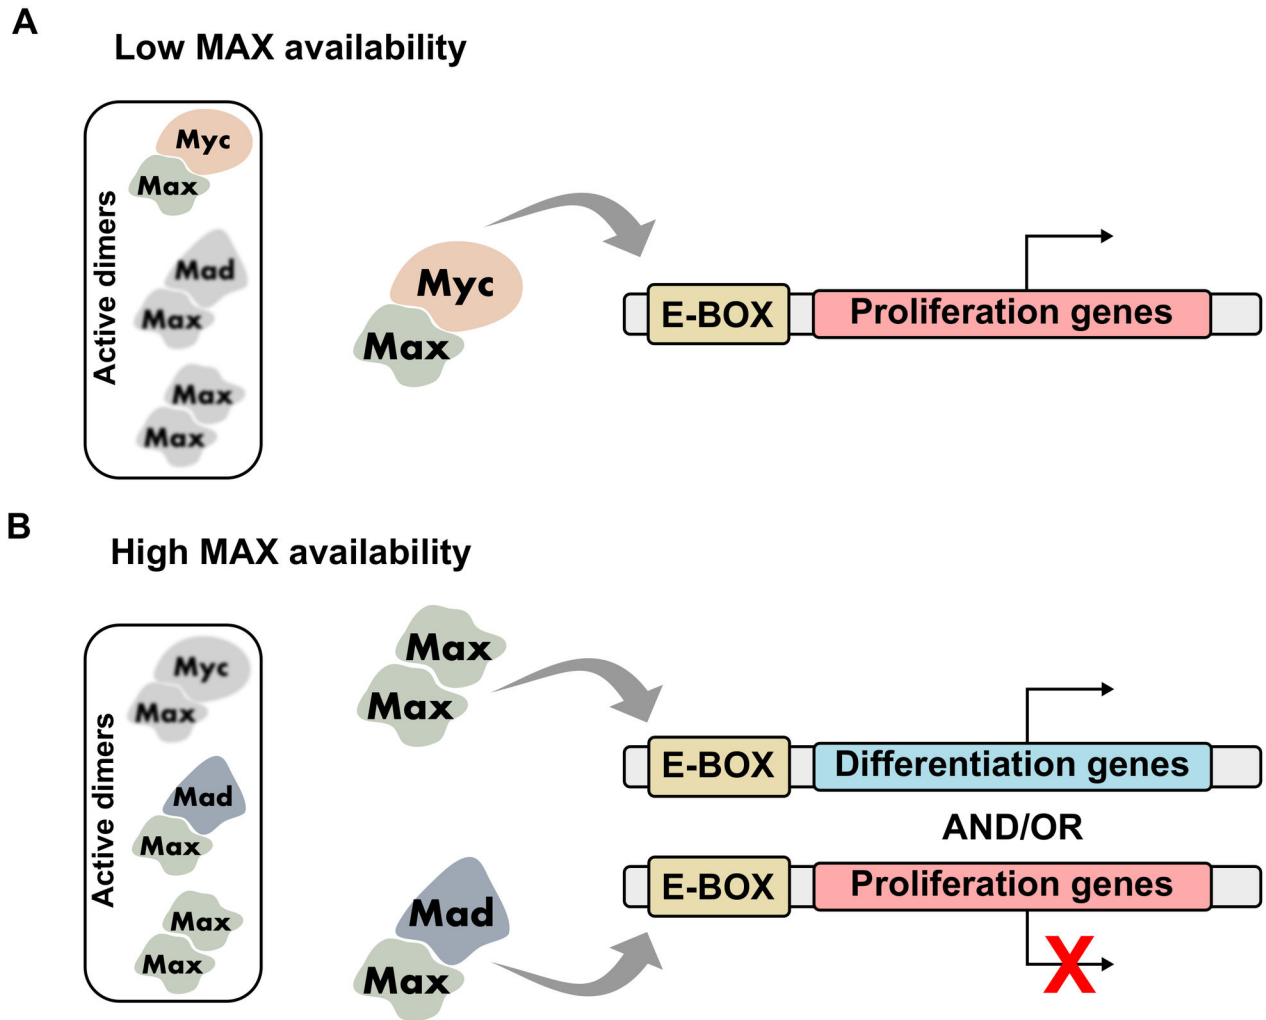 A
Low MAX availability
Active dimers
Myc
Max
Mad
Max
Max
Max
Myc
Max
E-BOX
Proliferation genes
B
High MAX availability
Active dimers
Myc
Max
Mad
Max
Max
Max
Max
Max
E-BOX
Differentiation genes
AND/OR
Mad
Max
E-BOX
Proliferation genes
X